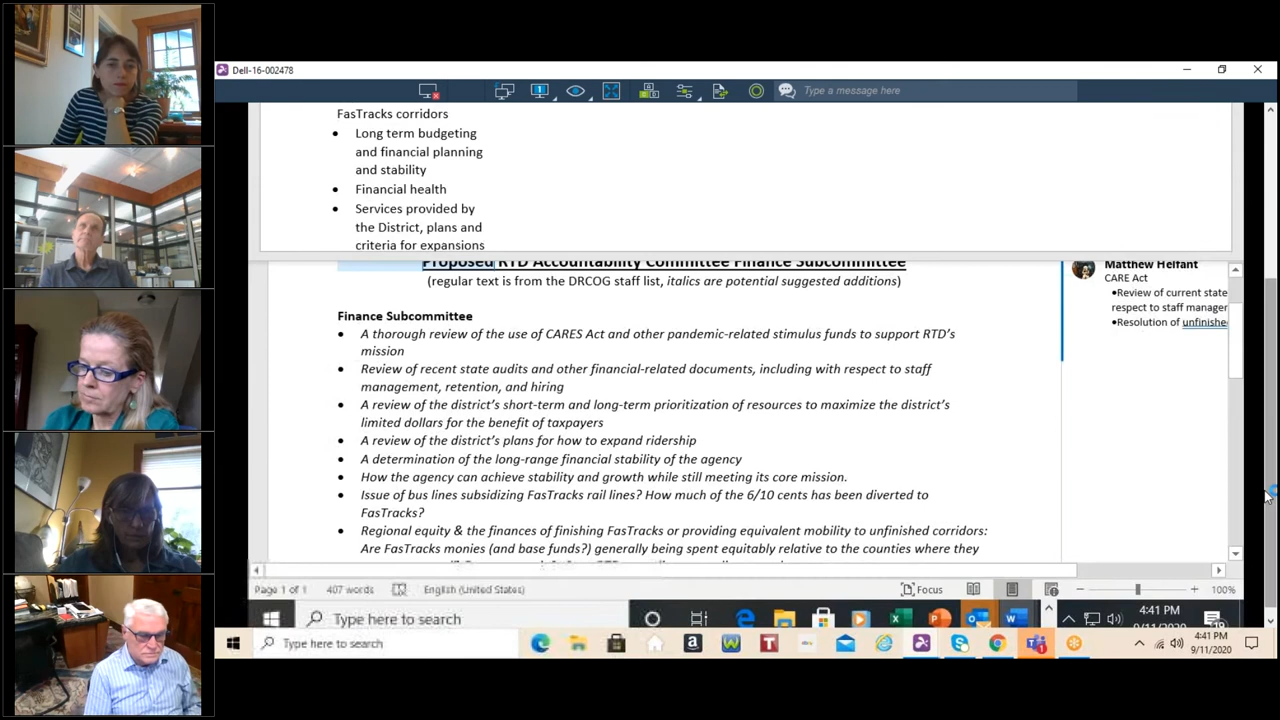 Dell-16-002478
Type a message here
FasTracks corridors
• Long term budgeting
and financial planning
and stability
• Financial health
• Services provided by
the District, plans and
criteria for expansions
Proposed RTD Accountability Committee Finance Subcommittee
(regular text is from the DRCOG staff list, italics are potential suggested additions)
Finance Subcommittee
• A thorough review of the use of CARES Act and other pandemic-related stimulus funds to support RTD's
mission
• Review of recent state audits and other financial-related documents, including with respect to staff
management, retention, and hiring
• A review of the district's short-term and long-term prioritization of resources to maximize the district's
limited dollars for the benefit of taxpayers
• A review of the district's plans for how to expand ridership
• A determination of the long-range financial stability of the agency
• How the agency can achieve stability and growth while still meeting its core mission.
• Issue of bus lines subsidizing FasTracks rail lines? How much of the 6/10 cents has been diverted to
FasTracks?
• Regional equity & the finances of finishing FasTracks or providing equivalent mobility to unfinished corridors:
Are FasTracks monies (and base funds?) generally being spent equitably relative to the counties where they
Matthew Helfant
CARE Act
•Review of current state
respect to staff manager
•Resolution of unfinishe
Page 1 of 1 407 words English (United States) Focus 100%
Type here to search
4:41 PM
9/11/2020
Type here to search
4:41 PM
9/11/2020